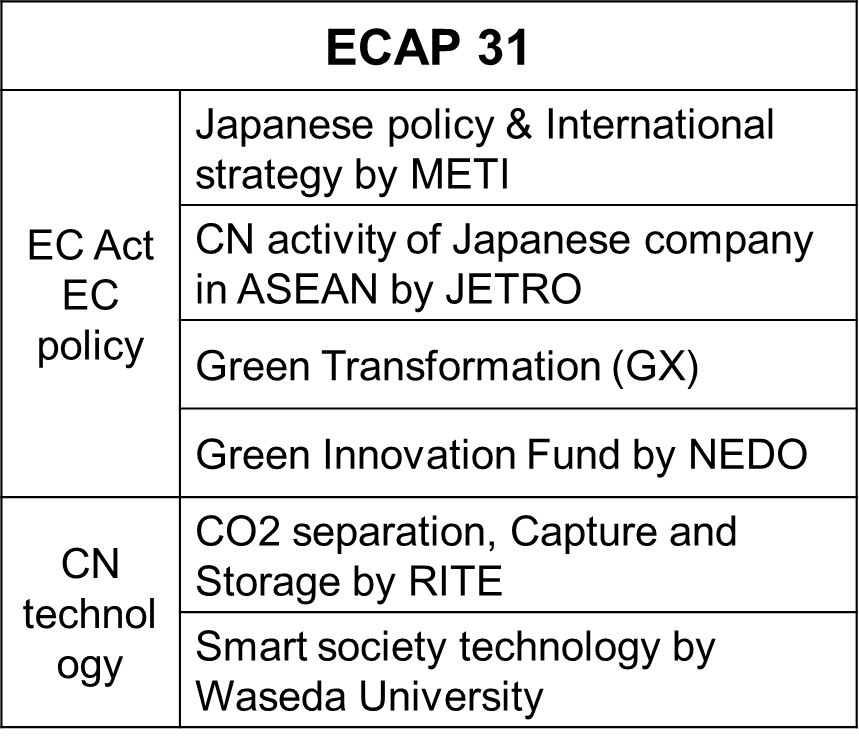 ECAP 31
EC Act
EC
policy
Japanese policy & International
strategy by METI
CN activity of Japanese company
in ASEAN by JETRO
Green Transformation (GX)
Green Innovation Fund by NEDO
CN
technol
ogy
CO2 separation, Capture and
Storage by RITE
Smart society technology by
Waseda University